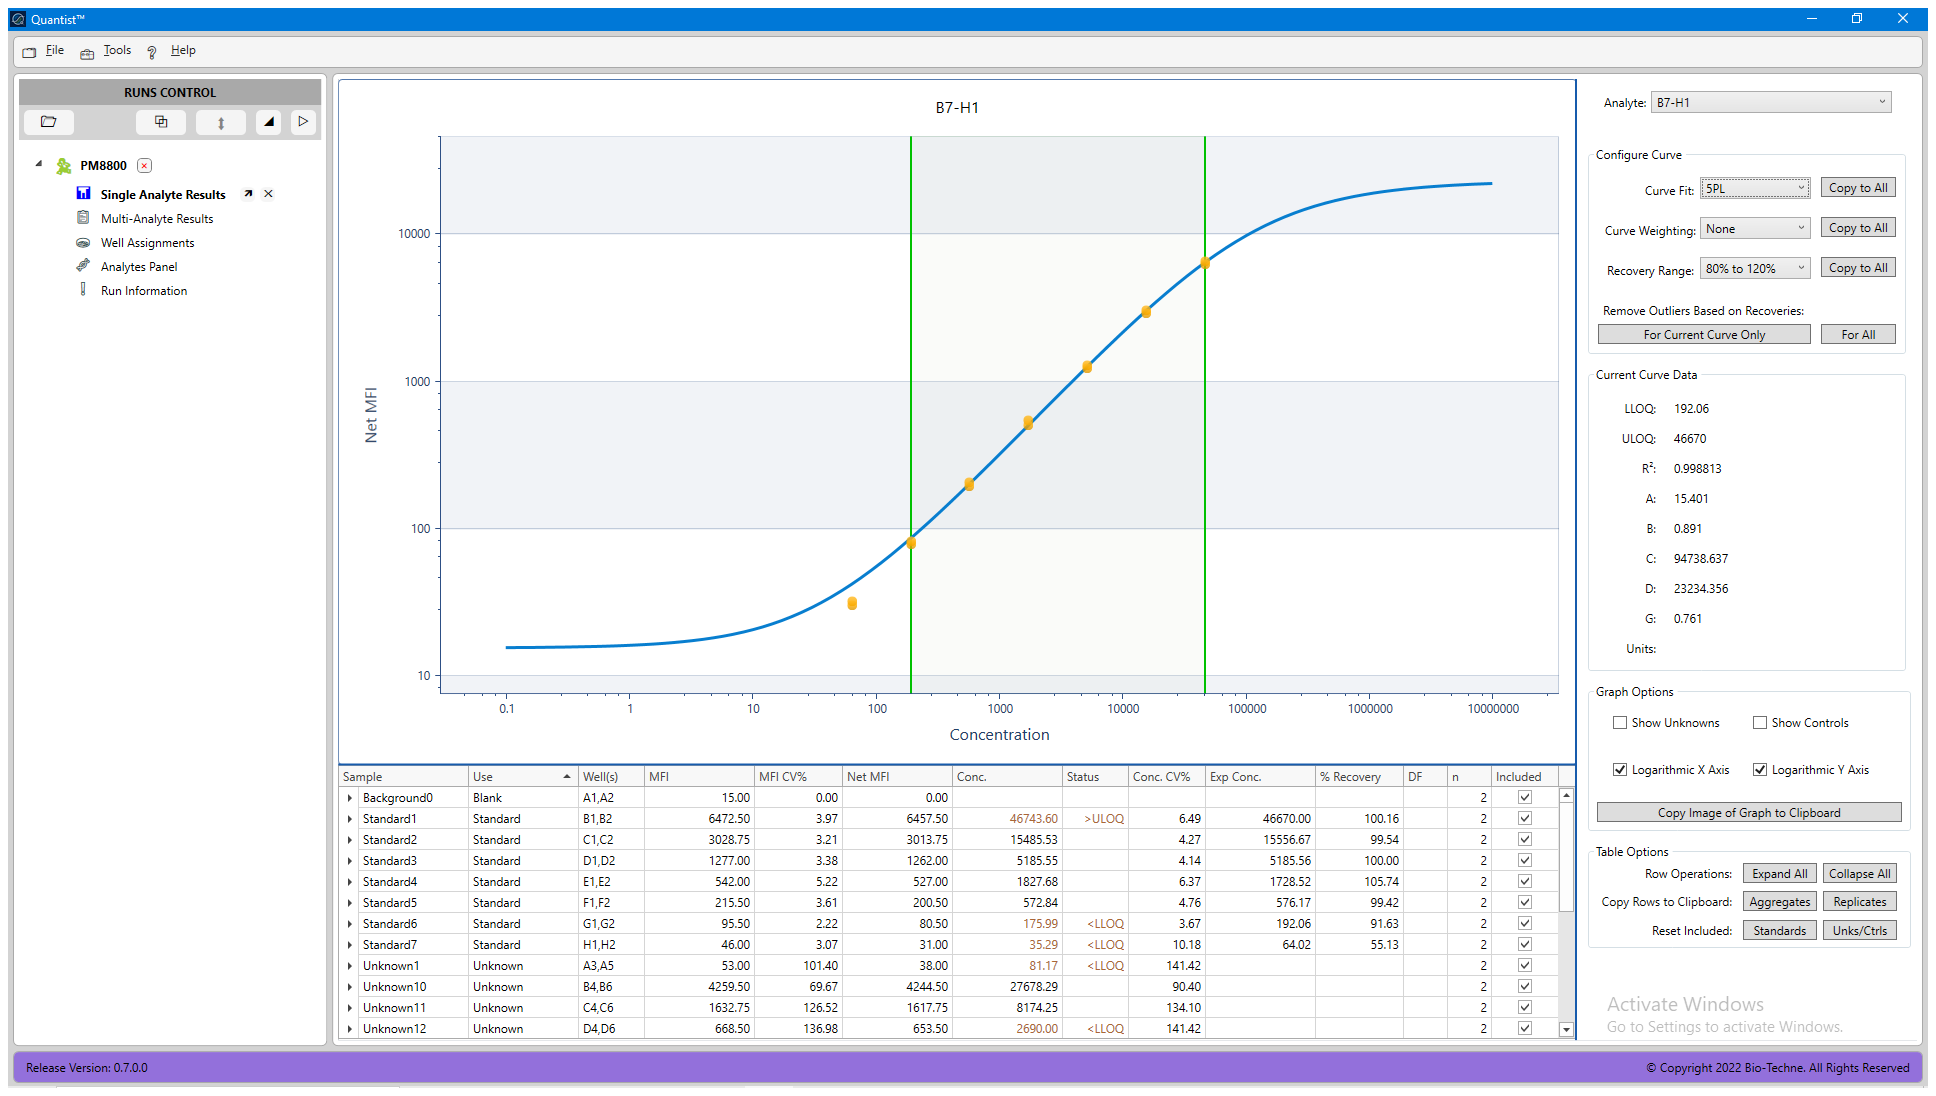 Quantist™
File Tools Help
RUNS CONTROL
PM8800
Single Analyte Results
Multi-Analyte Results
Well Assignments
Analytes Panel
Run Information
B7-H1
Net MFI
10000
1000
100
10
0.1 1 10 100 1000 10000 100000 1000000 10000000
Concentration
Sample Use Well(s) MFI MFI CV% Net MFI Conc. Status Conc. CV% Exp Conc. % Recovery DF n Included
Background0 Blank A1,A2 15.00 0.00 0.00 2
Standard1 Standard B1,B2 6472.50 3.97 6457.50 46743.60 >ULOQ 6.49 46670.00 100.16 2
Standard2 Standard C1,C2 3028.75 3.21 3013.75 15485.53 4.27 15556.67 99.54 2
Standard3 Standard D1,D2 1277.00 3.38 1262.00 5185.55 4.14 5185.56 100.00 2
Standard4 Standard E1,E2 542.00 5.22 527.00 1827.68 6.37 1728.52 105.74 2
Standard5 Standard F1,F2 215.50 3.61 200.50 572.84 4.76 576.17 99.42 2
Standard6 Standard G1,G2 95.50 2.22 80.50 175.99 <LLOQ 3.67 192.06 91.63 2
Standard7 Standard H1,H2 46.00 3.07 31.00 35.29 <LLOQ 10.18 64.02 55.13 2
Unknown1 Unknown A3,A5 53.00 101.40 38.00 81.17 <LLOQ 141.42 2
Unknown10 Unknown B4,B6 4259.50 69.67 4244.50 27678.29 90.40 2
Unknown11 Unknown C4,C6 1632.75 126.52 1617.75 8174.25 134.10 2
Unknown12 Unknown D4,D6 668.50 136.98 653.50 2690.00 <LLOQ 141.42 2
Analyte: B7-H1
Configure Curve
Curve Fit: 5PL Copy to All
Curve Weighting: None Copy to All
Recovery Range: 80% to 120% Copy to All
Remove Outliers Based on Recoveries:
For Current Curve Only For All
Current Curve Data
LLOQ: 192.06
ULOQ: 46670
R²: 0.998813
A: 15.401
B: 0.891
C: 94738.637
D: 23234.356
G: 0.761
Units:
Graph Options
Show Unknowns Show Controls
Logarithmic X Axis Logarithmic Y Axis
Copy Image of Graph to Clipboard
Table Options
Row Operations: Expand All Collapse All
Copy Rows to Clipboard: Aggregates Replicates
Reset Included: Standards Unks/Ctrls
Activate Windows
Go to Settings to activate Windows.
Release Version: 0.7.0.0
© Copyright 2022 Bio-Techne. All Rights Reserved